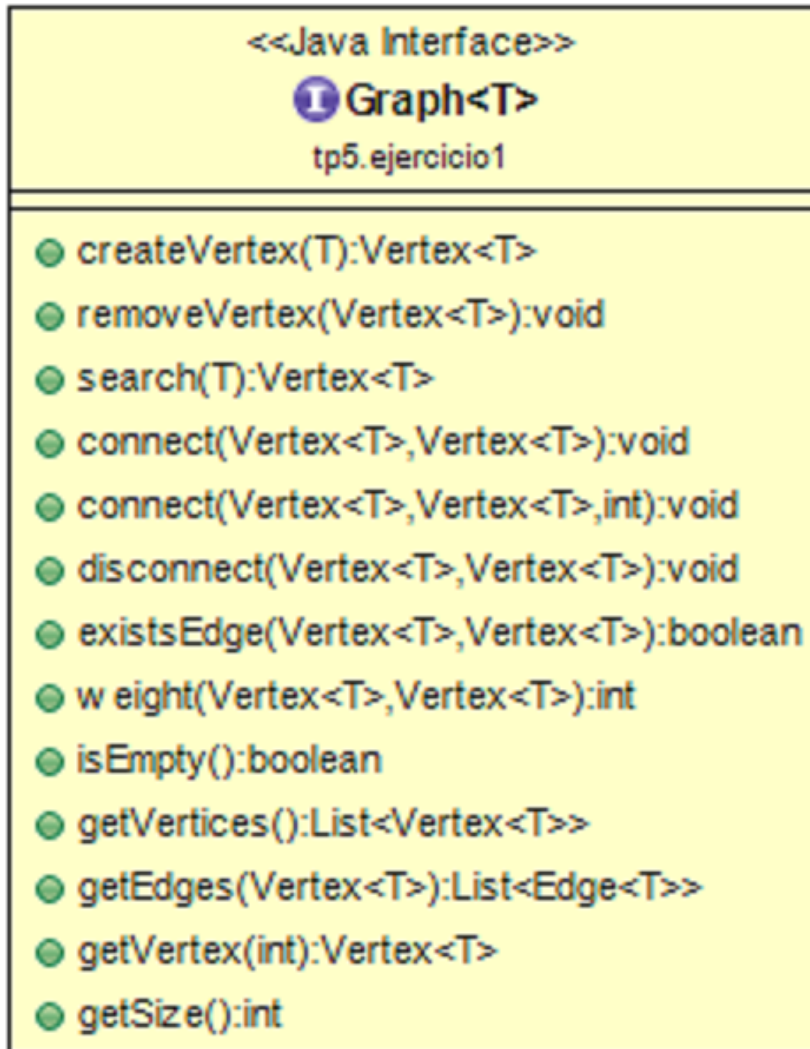 <<Java Interface>>
I Graph<T>
tp5.ejercicio1
createVertex(T):Vertex<T>
removeVertex(Vertex<T>):void
search(T):Vertex<T>
connect(Vertex<T>,Vertex<T>):void
connect(Vertex<T>,Vertex<T>,int):void
disconnect(Vertex<T>,Vertex<T>):void
existsEdge(Vertex<T>,Vertex<T>):boolean
w eight(Vertex<T>,Vertex<T>):int
isEmpty():boolean
getVertices():List<Vertex<T>>
getEdges(Vertex<T>):List<Edge<T>>
getVertex(int):Vertex<T>
getSize():int